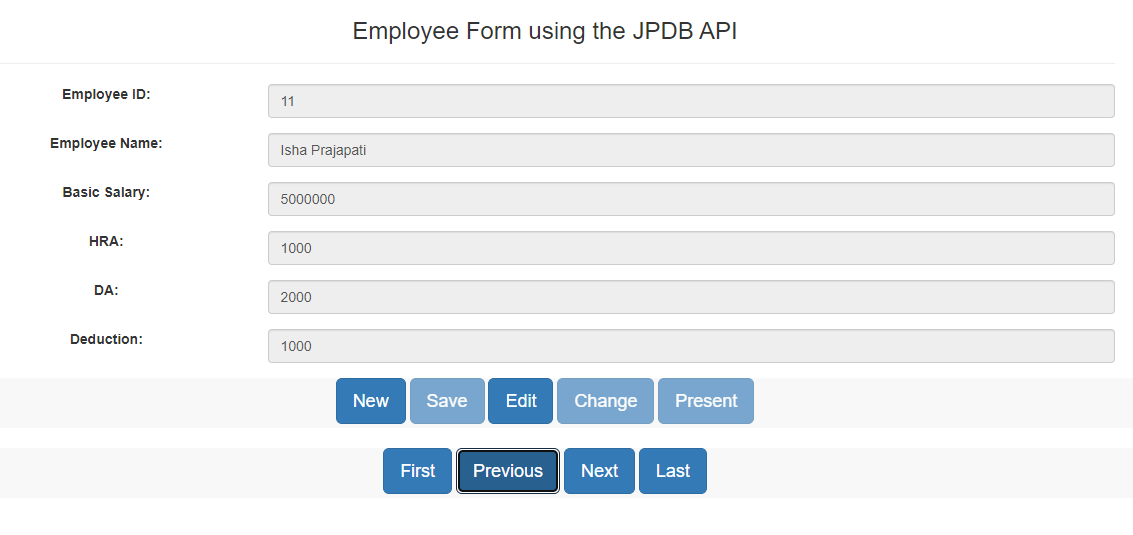 Employee Form using the JPDB API
Employee ID: 11
Employee Name: Isha Prajapati
Basic Salary: 5000000
HRA: 1000
DA: 2000
Deduction: 1000
New Save Edit Change Present
First Previous Next Last